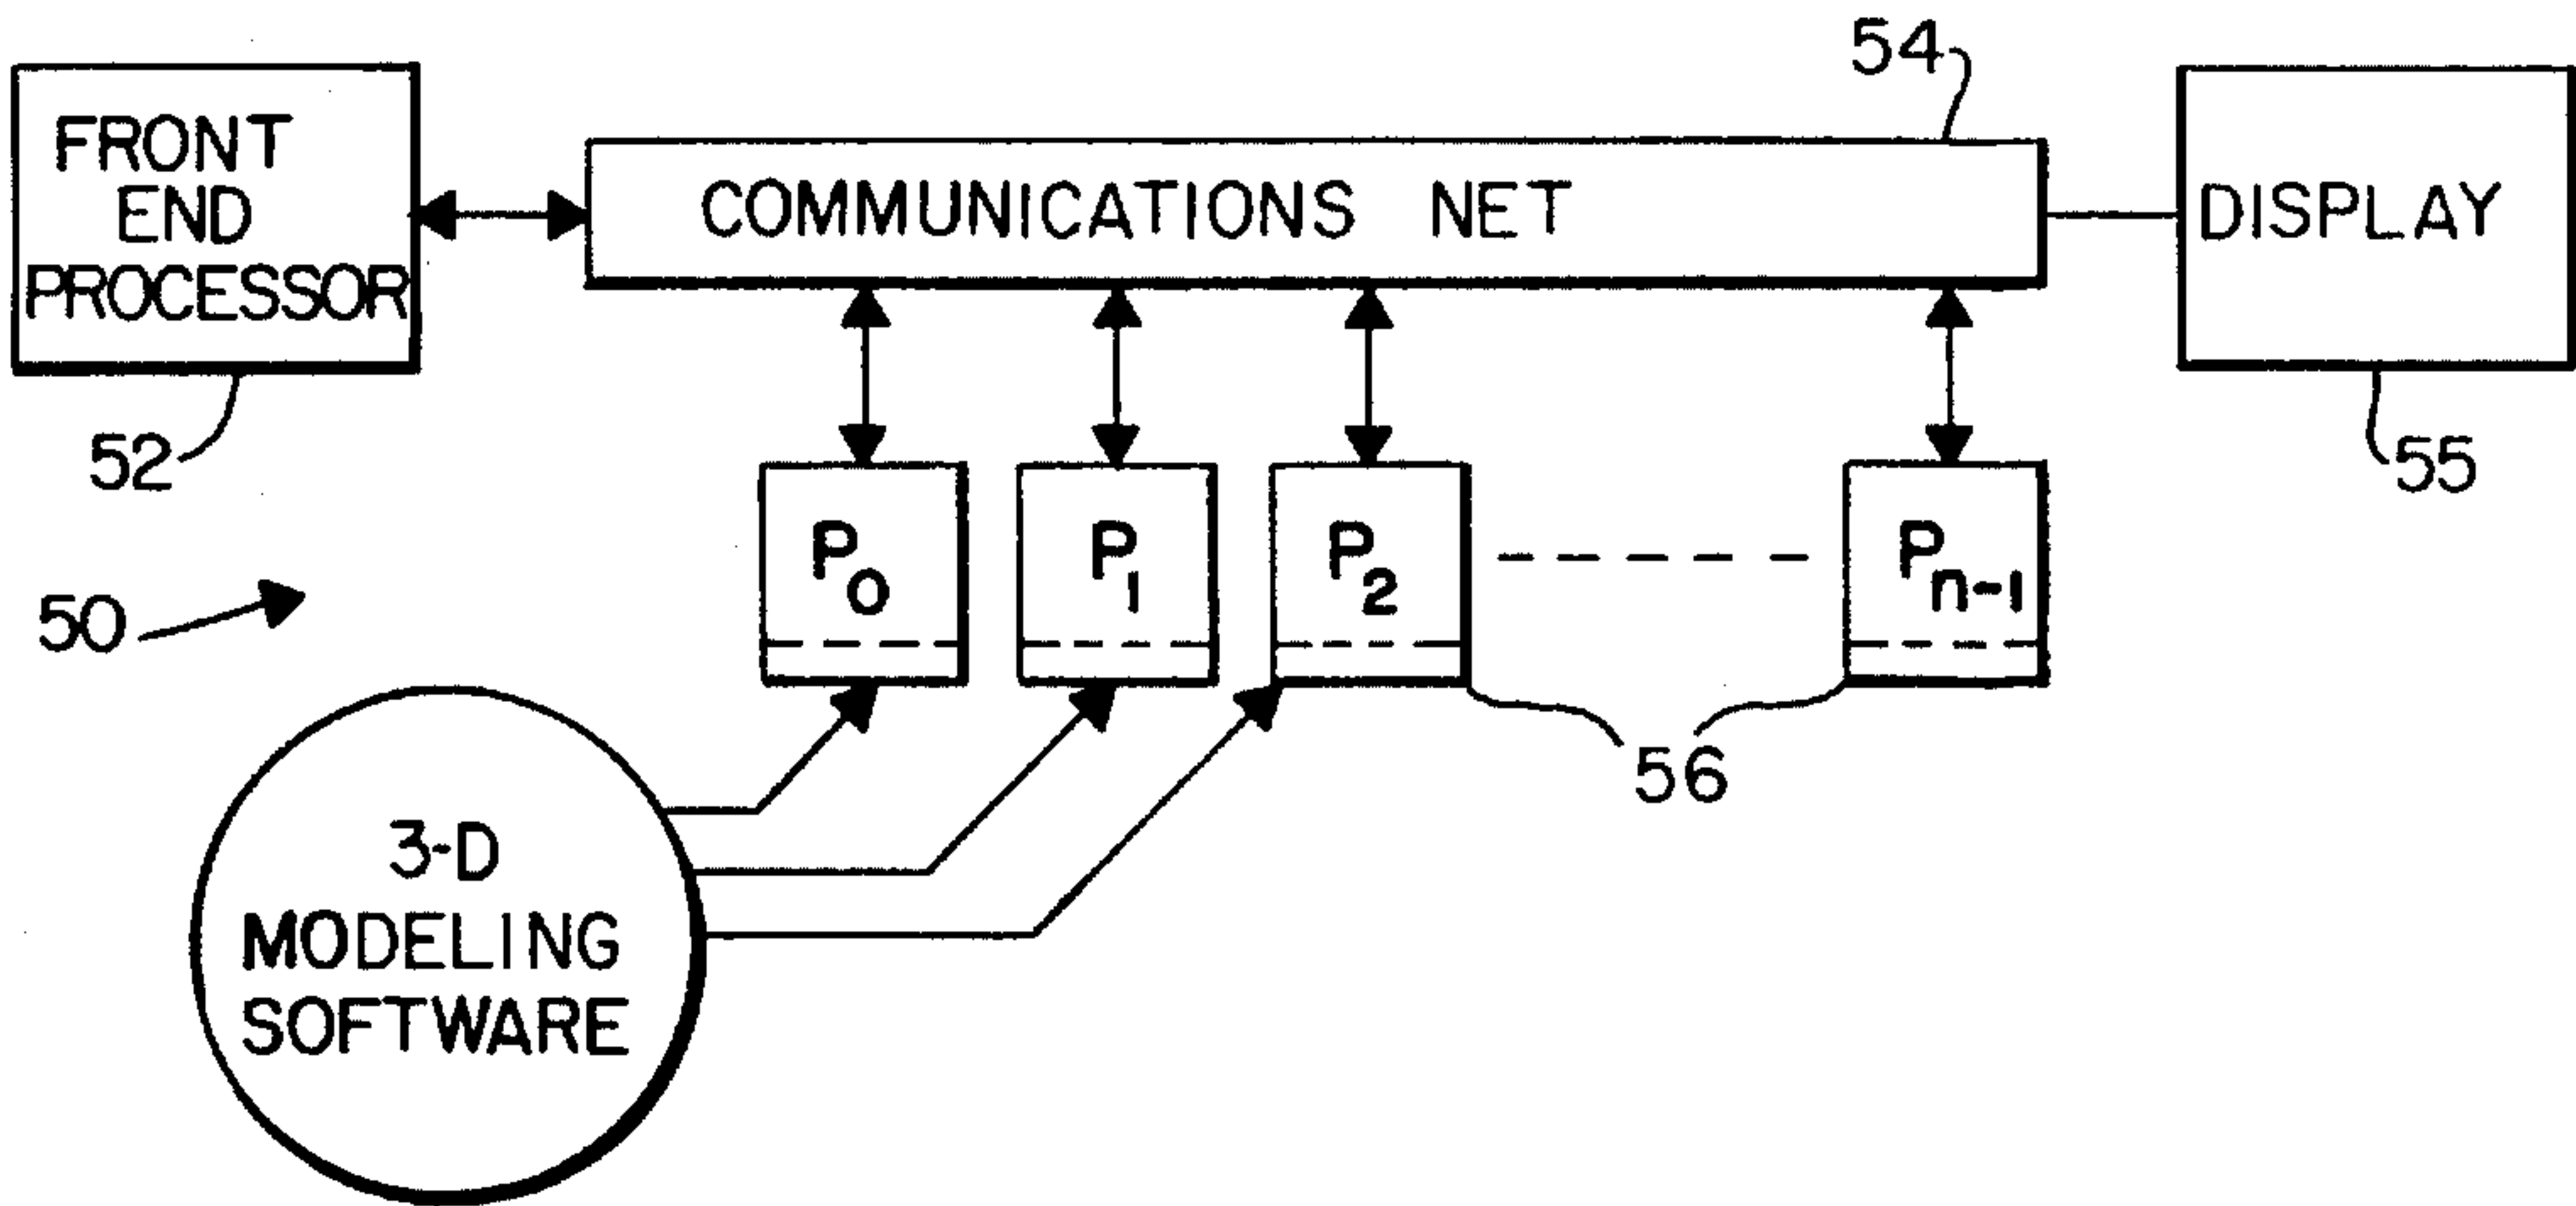 54
FRONT
END
PROCESSOR
COMMUNICATIONS NET
DISPLAY
52
55
P0
P1
P2
Pn-1
50
56
3-D
MODELING
SOFTWARE